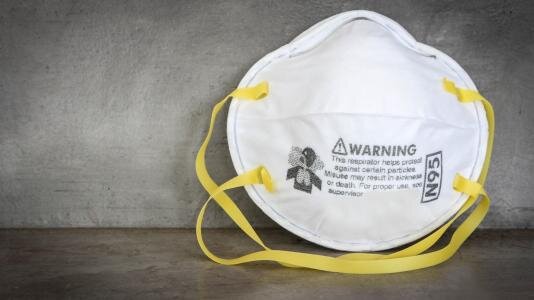 WARNING
This respirator helps protect
against certain particles.
Misuse may result in sickness
or death. For proper use, see
supervisor
N95